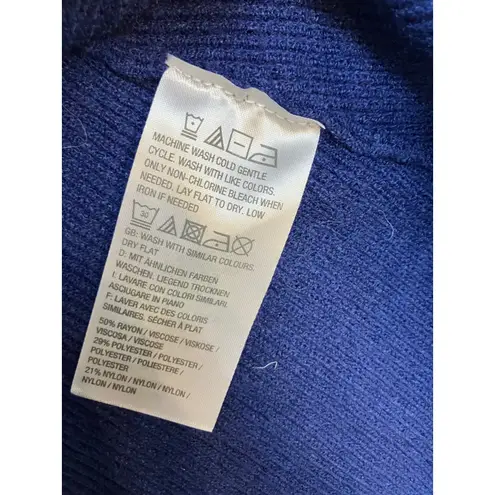 MACHINE WASH COLD GENTLE
CYCLE. WASH WITH LIKE COLORS.
ONLY NON-CHLORINE BLEACH WHEN
NEEDED. LAY FLAT TO DRY. LOW
IRON IF NEEDED
30
GB: WASH WITH SIMILAR COLOURS.
DRY FLAT
D: MIT ÄHNLICHEN FARBEN
WASCHEN. LIEGEND TROCKNEN
I: LAVARE CON COLORI SIMILARI.
ASCIUGARE IN PIANO
F: LAVER AVEC DES COLORIS
SIMILAIRES. SÉCHER À PLAT
50% RAYON / VISCOSE / VISKOSE /
VISCOSA / VISCOSE
29% POLYESTER / POLYESTER /
POLYESTER / POLIESTERE /
POLYESTER
21% NYLON / NYLON / NYLON /
NYLON / NYLON